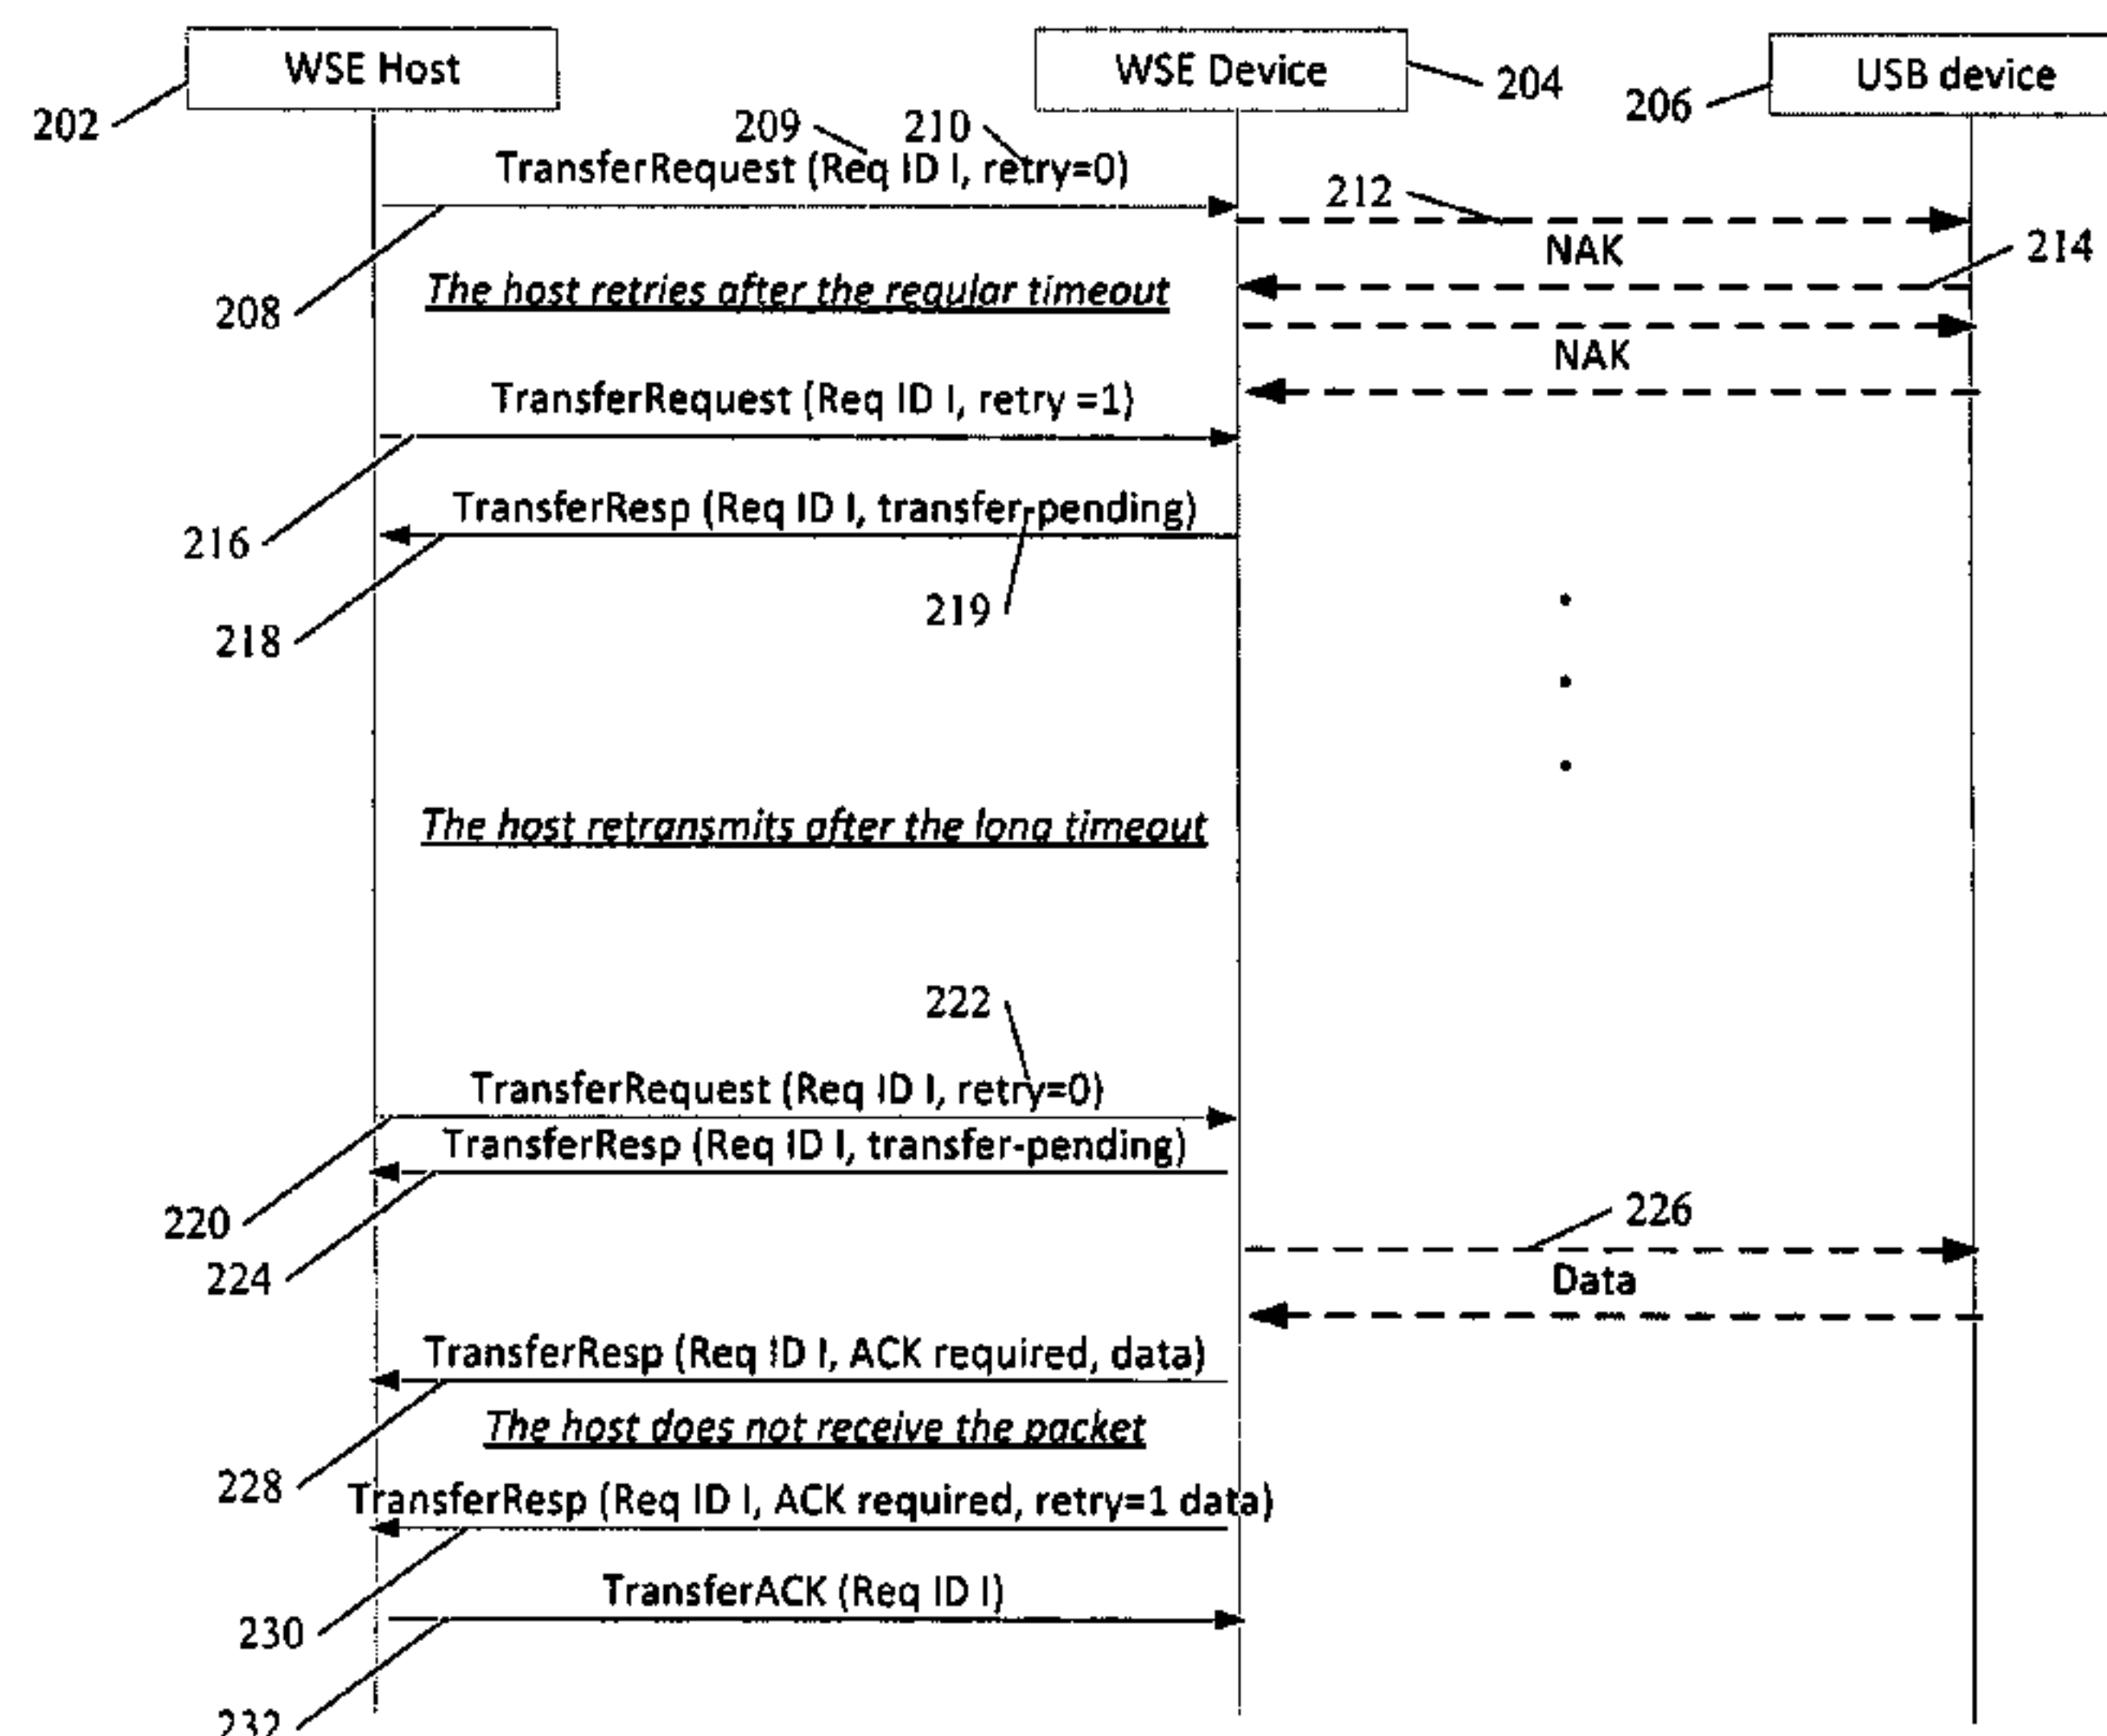 WSE Host
WSE Device
USB device
202
204
206
209
210
TransferRequest (Req ID I, retry=0)
212
NAK
214
208
The host retries after the regular timeout
NAK
TransferRequest (Req ID I, retry =1)
216
TransferResp (Req ID I, transfer-pending)
219
218
The host retransmits after the long timeout
222
TransferRequest (Req ID I, retry=0)
TransferResp (Req ID I, transfer-pending)
220
226
224
Data
TransferResp (Req ID I, ACK required, data)
The host does not receive the packet
228
TransferResp (Req ID I, ACK required, retry=1 data)
TransferACK (Req ID I)
230
232